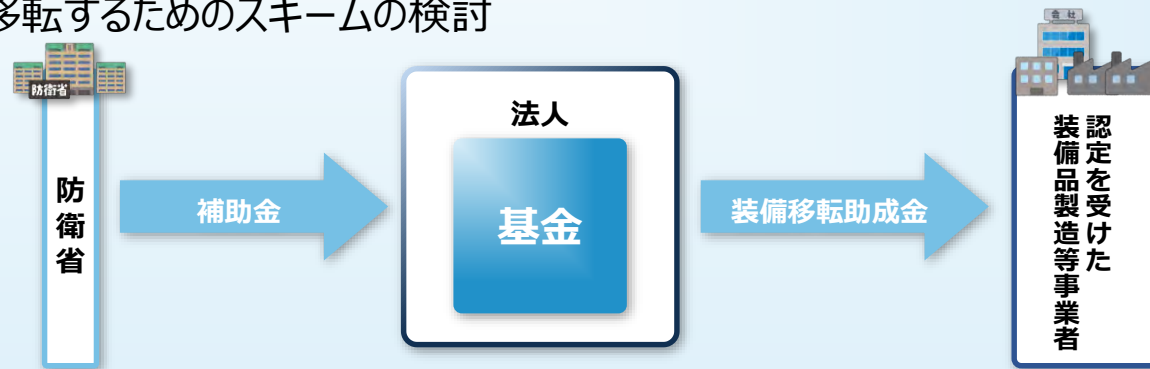 移転するためのスキームの検討
防衛省
会社
防衛省
補助金
法人
基金
装備移転助成金
認定を受けた
装備品製造等事業者